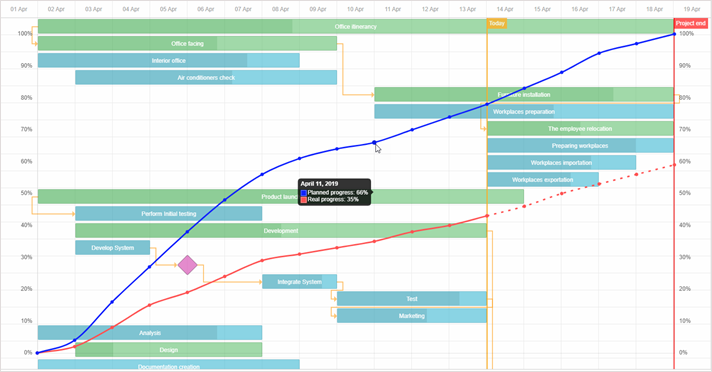 01 Apr 02 Apr 03 Apr 04 Apr 05 Apr 06 Apr 07 Apr 08 Apr 09 Apr 10 Apr 11 Apr 12 Apr 13 Apr 14 Apr 15 Apr 16 Apr 17 Apr 18 Apr 19 Apr
Office itinerancy Today Project end
100% 100%
Office facing
Interior office
90% 90%
Air conditioners check
80% Furniture installation 80%
Workplaces preparation
70% The employee relocation 70%
Preparing workplaces
60% Workplaces importation 60%
Workplaces exportation
April 11, 2019
Planned progress: 66%
Real progress: 35%
50% Product launch 50%
Perform Initial testing
40% Development 40%
Develop System
30% 30%
20% Integrate System 20%
Test
10% Marketing 10%
Analysis
0% Design 0%
Documentation creation